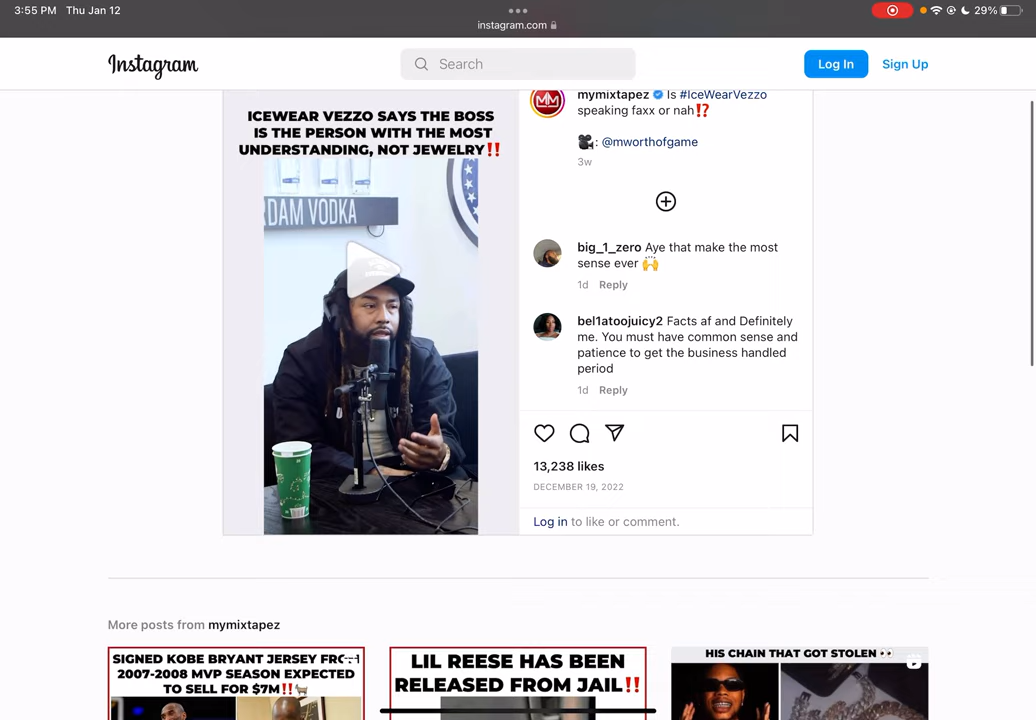 3:55 PM Thu Jan 12
29%
instagram.com
Instagram
Search
Log In
Sign Up
ICEWEAR VEZZO SAYS THE BOSS
IS THE PERSON WITH THE MOST
UNDERSTANDING, NOT JEWELRY‼️
RDAM VODKA
mymixtapez Is #IceWearVezzo
speaking faxx or nah⁉️
🎥: @mworthofgame
3w
big_1_zero Aye that make the most
sense ever 🙌
1d Reply
bel1atoojuicy2 Facts af and Definitely
me. You must have common sense and
patience to get the business handled
period
1d Reply
13,238 likes
DECEMBER 19, 2022
Log in to like or comment.
More posts from mymixtapez
SIGNED KOBE BRYANT JERSEY FROM
2007-2008 MVP SEASON EXPECTED
TO SELL FOR $7M‼️🐐
LIL REESE HAS BEEN
RELEASED FROM JAIL‼️
HIS CHAIN THAT GOT STOLEN 👀